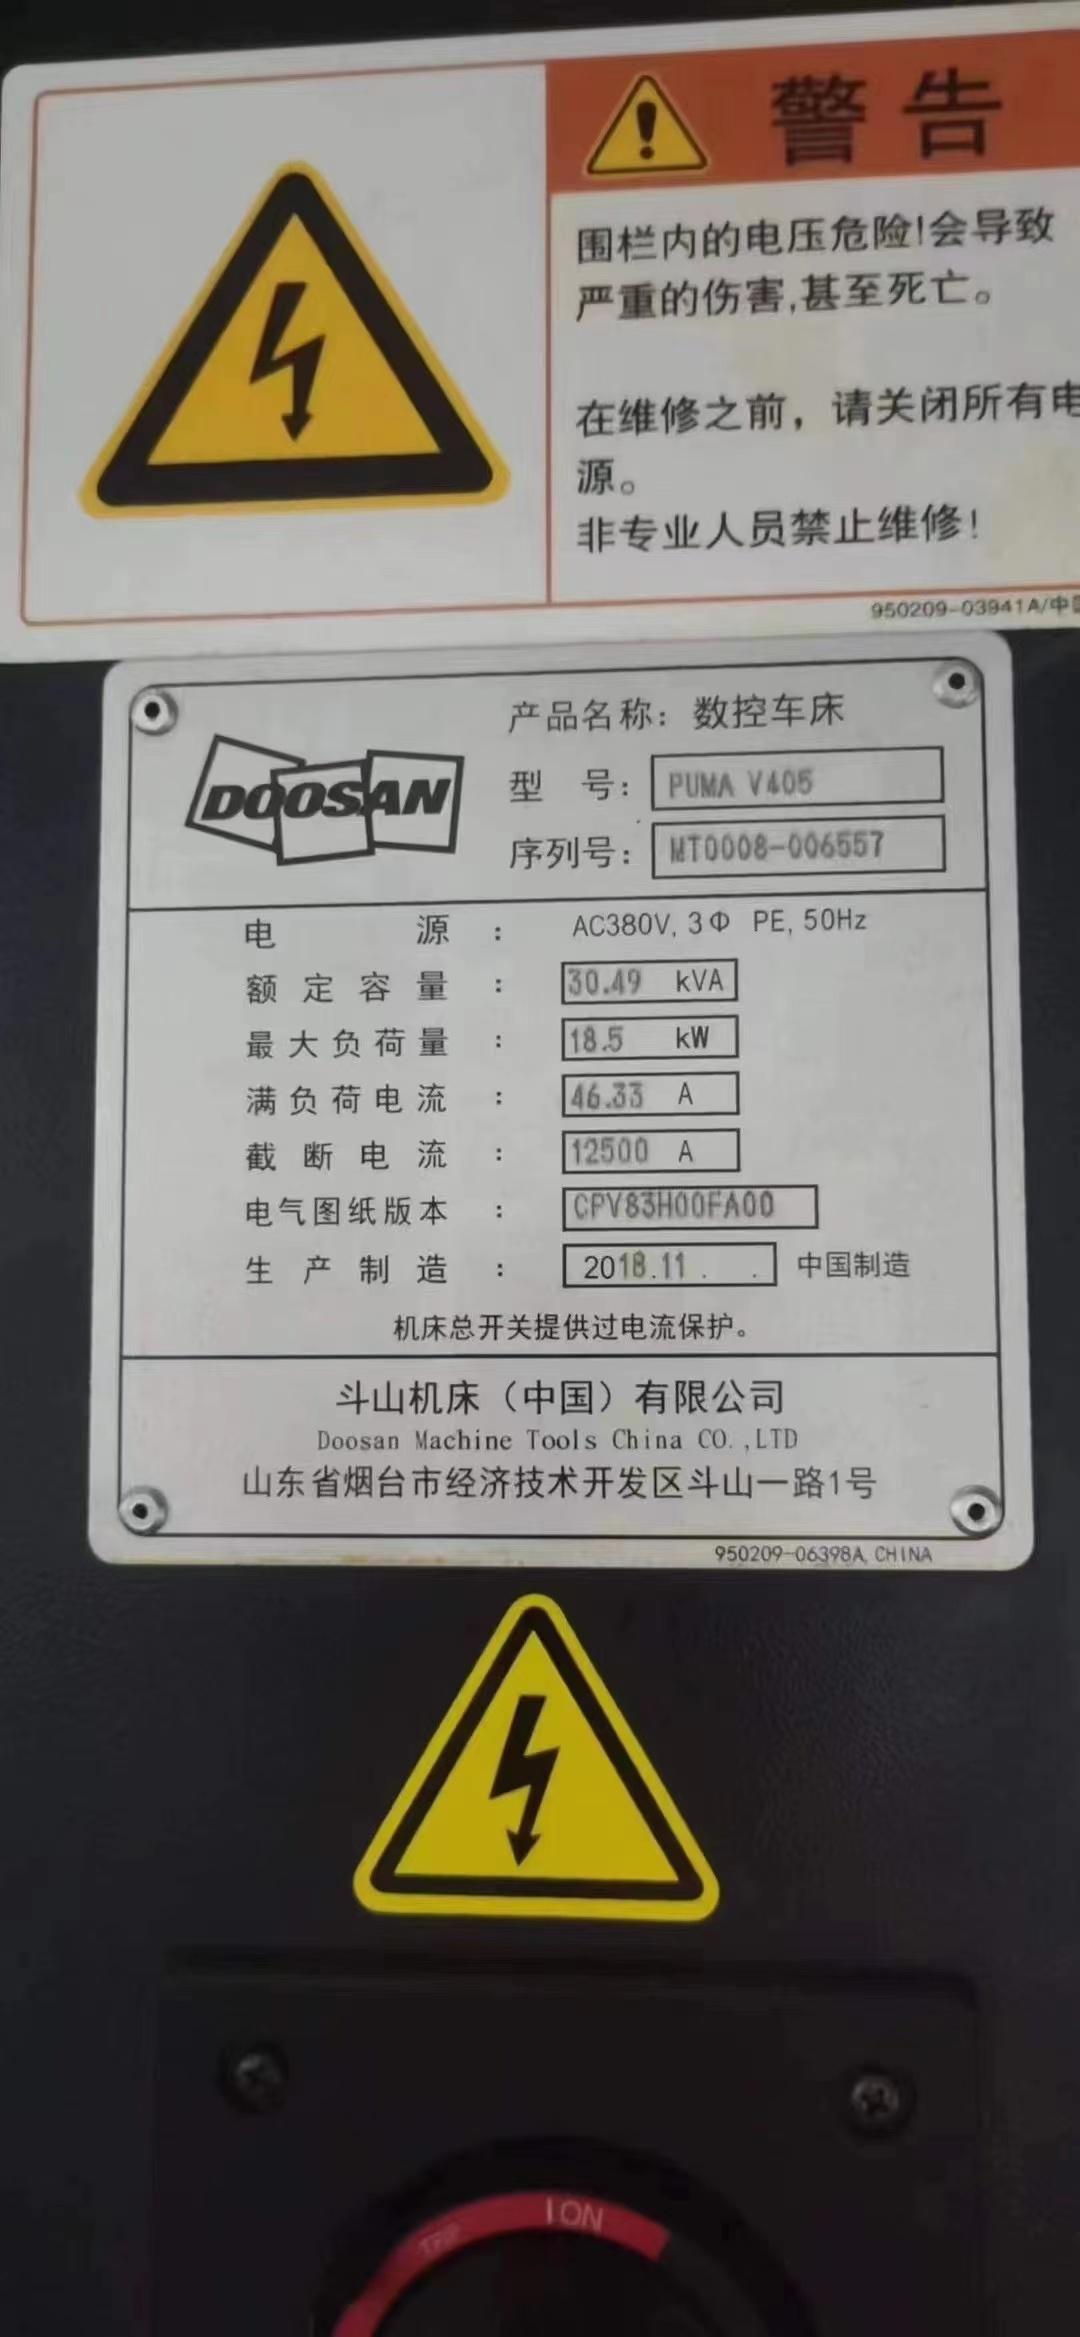 警告
围栏内的电压危险!会导致
严重的伤害,甚至死亡。
在维修之前，请关闭所有电
源。
非专业人员禁止维修!
950209-03941A/中国
DOOSAN
产品名称：数控车床
型 号：PUMA V405
序列号：MT0008-006557
电 源 ： AC380V, 3Φ PE, 50Hz
额定容量 ： 30.49 kVA
最大负荷量 ： 18.5 kW
满负荷电流 ： 46.33 A
截断电流 ： 12500 A
电气图纸版本 ： CPV83H00FA00
生产制造 ： 2018.11 . . 中国制造
机床总开关提供过电流保护。
斗山机床（中国）有限公司
Doosan Machine Tools China CO.,LTD
山东省烟台市经济技术开发区斗山一路1号
950209-06398A, CHINA
I ON